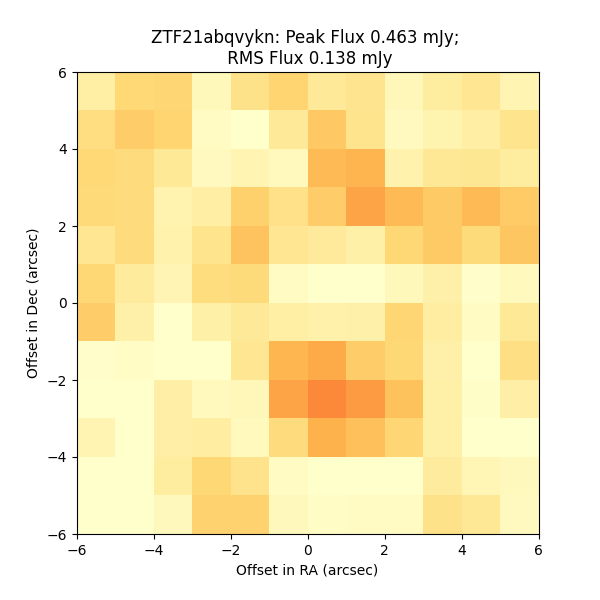 ZTF21abqvykn: Peak Flux 0.463 mJy;
RMS Flux 0.138 mJy
6
4
2
0
−2
−4
−6
Offset in Dec (arcsec)
−6 −4 −2 0 2 4 6
Offset in RA (arcsec)